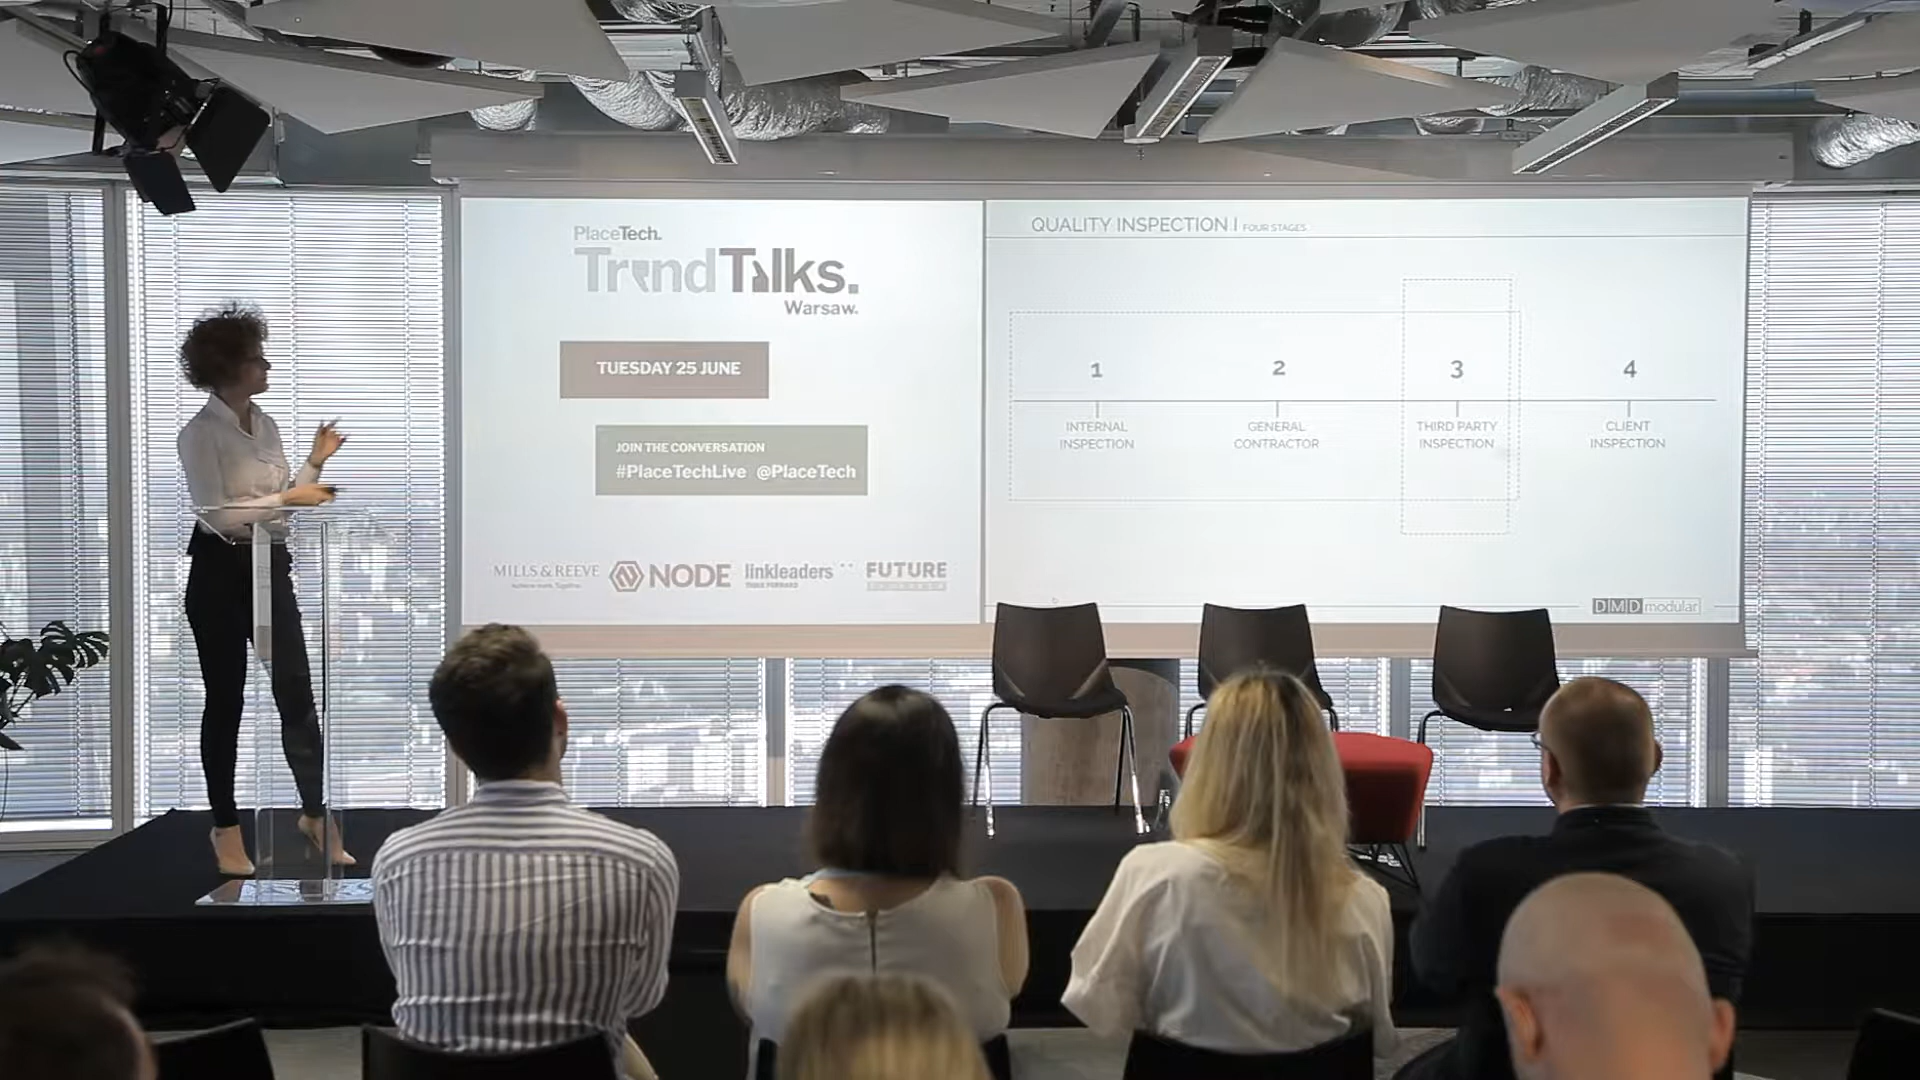 PlaceTech.
TrendTalks.
Warsaw.
TUESDAY 25 JUNE
JOIN THE CONVERSATION
#PlaceTechLive @PlaceTech
MILLS & REEVE
NODE
linkleaders
FUTURE
QUALITY INSPECTION | FOUR STAGES
1
2
3
4
INTERNAL
INSPECTION
GENERAL
CONTRACTOR
THIRD PARTY
INSPECTION
CLIENT
INSPECTION
DMD modular